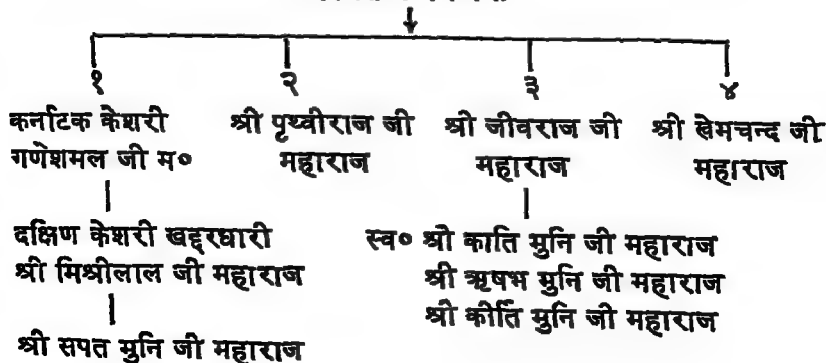 १ २ ३ ४
कर्नाटक केशरी श्री पृथ्वीराज जी श्री जीवराज जी श्री खेमचन्द जी
गणेशमल जी म० महाराज महाराज महाराज
दक्षिण केशरी खद्दरधारी स्व० श्री काति मुनि जी महाराज
श्री मिश्रीलाल जी महाराज श्री ऋषभ मुनि जी महाराज
श्री कीर्ति मुनि जी महाराज
श्री सपत मुनि जी महाराज